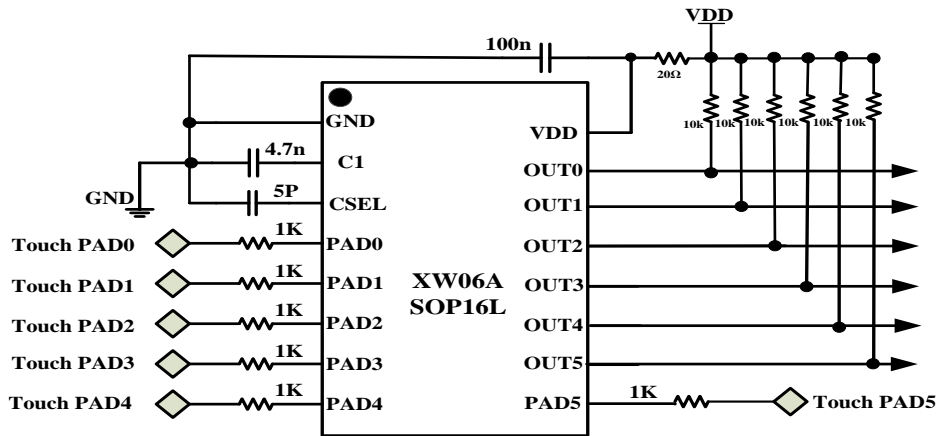 VDD
100n
20Ω
10k 10k 10k 10k 10k 10k
GND
VDD
4.7n
C1
OUT0
GND
5P
CSEL
OUT1
Touch PAD0
1K
PAD0
OUT2
Touch PAD1
1K
PAD1
XW06A
SOP16L
OUT3
Touch PAD2
1K
PAD2
OUT4
Touch PAD3
1K
PAD3
OUT5
Touch PAD4
1K
PAD4
PAD5
1K
Touch PAD5